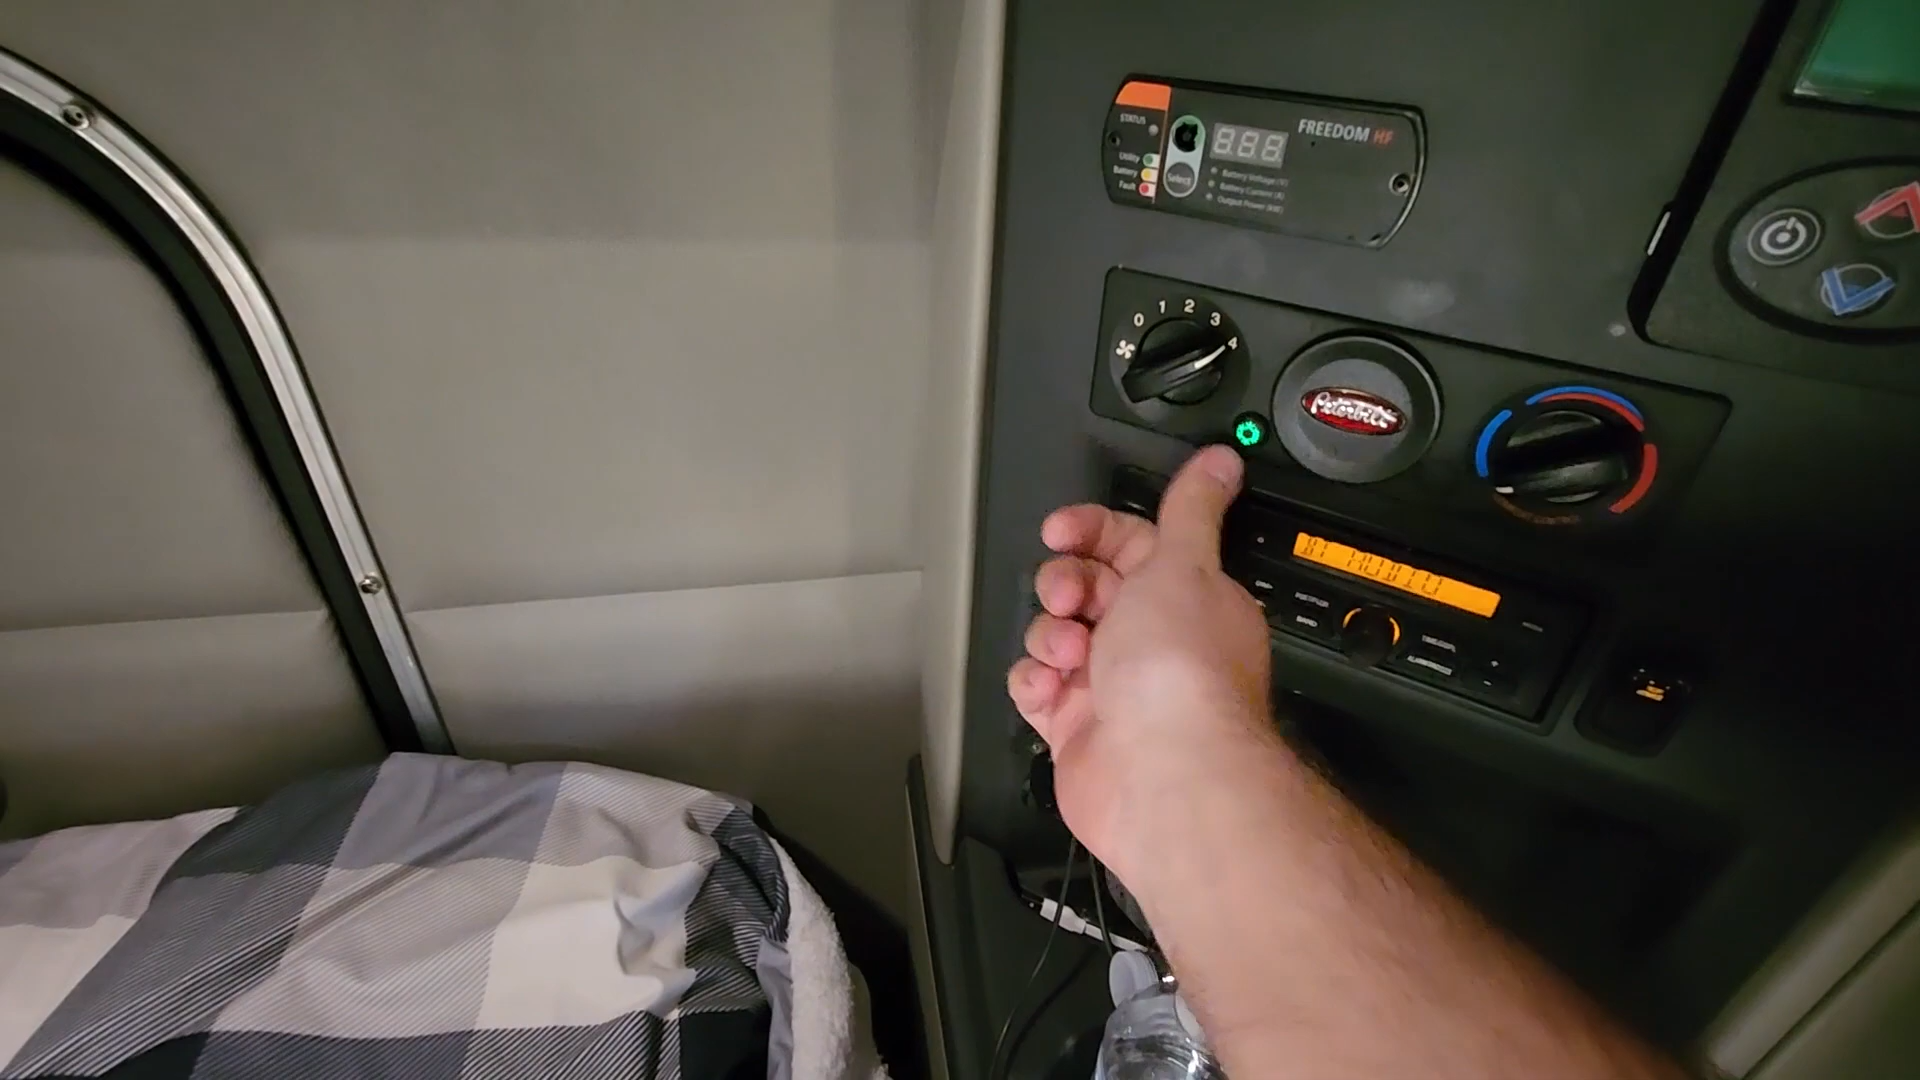 STATUS
Utility
Battery
Fault
Select
888
FREEDOM HF
Battery Voltage (V)
Battery Current (A)
Output Power (kW)
0 1 2 3 4
Peterbilt
BT AUDIO
BAND